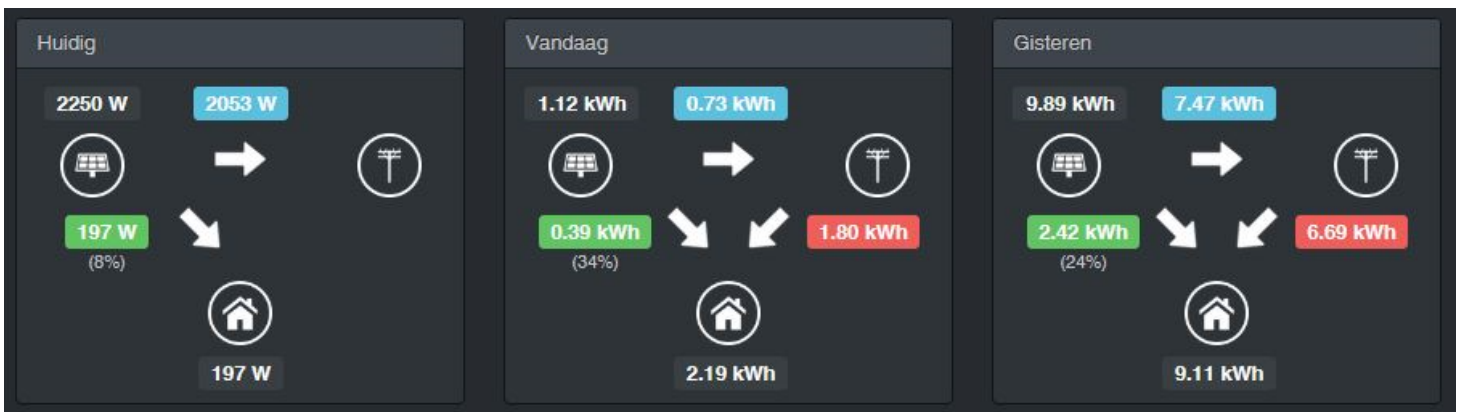 Huidig
2250 W 2053 W
197 W
(8%)
197 W
Vandaag
1.12 kWh 0.73 kWh
0.39 kWh 1.80 kWh
(34%)
2.19 kWh
Gisteren
9.89 kWh 7.47 kWh
2.42 kWh 6.69 kWh
(24%)
9.11 kWh